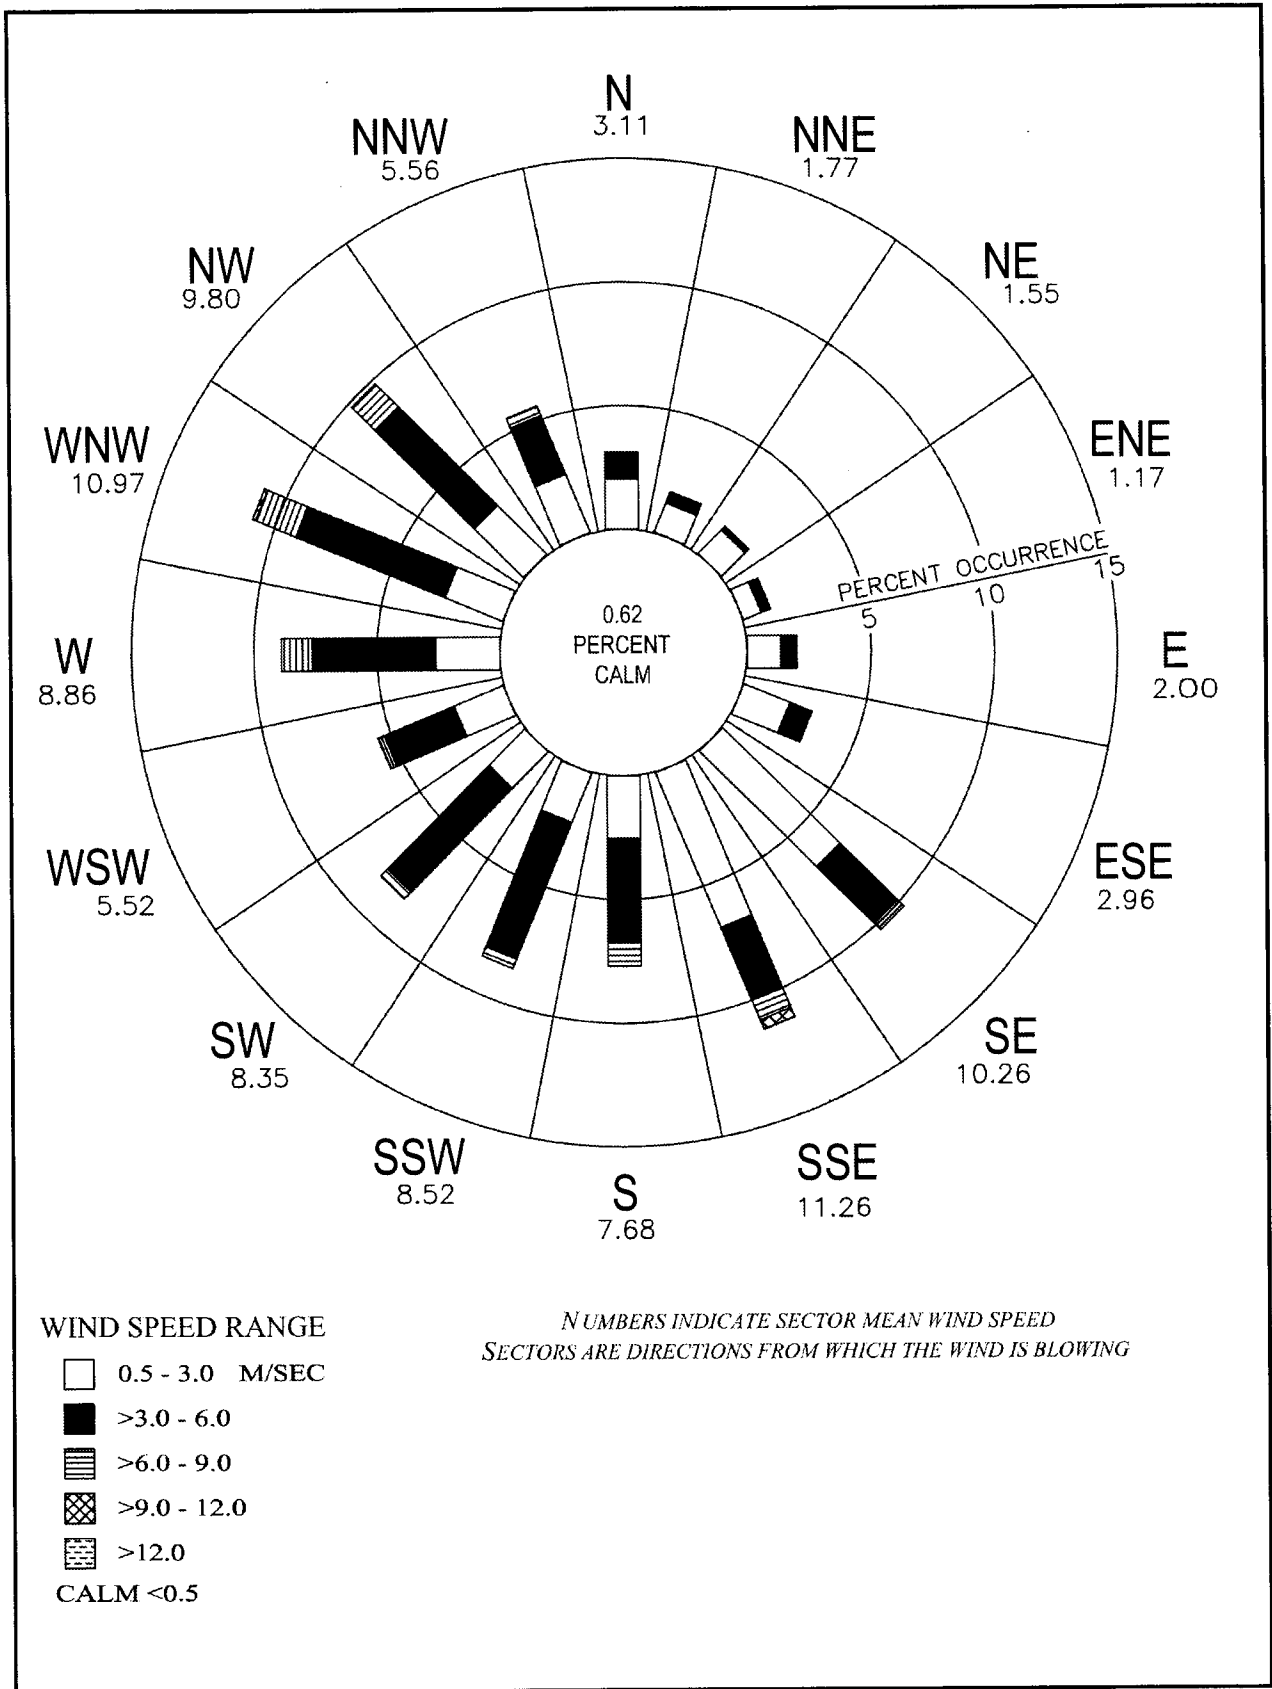 N
3.11
NNW
5.56
NNE
1.77
NW
9.80
NE
1.55
WNW
10.97
ENE
1.17
PERCENT OCCURRENCE
5
10
15
0.62
PERCENT
CALM
W
8.86
E
2.00
WSW
5.52
ESE
2.96
SW
8.35
SE
10.26
SSW
8.52
S
7.68
SSE
11.26
WIND SPEED RANGE
0.5 - 3.0 M/SEC
>3.0 - 6.0
>6.0 - 9.0
>9.0 - 12.0
>12.0
CALM <0.5
NUMBERS INDICATE SECTOR MEAN WIND SPEED
SECTORS ARE DIRECTIONS FROM WHICH THE WIND IS BLOWING